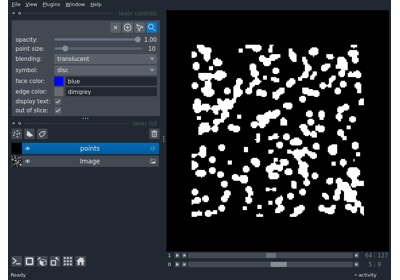 File View Plugins Window Help
layer controls
opacity: 1.00
point size: 10
blending: translucent
symbol: disc
face color: blue
edge color: dimgrey
display text:
out of slice:
layer list
points
Image
1 64 127
0 5 9
Ready activity